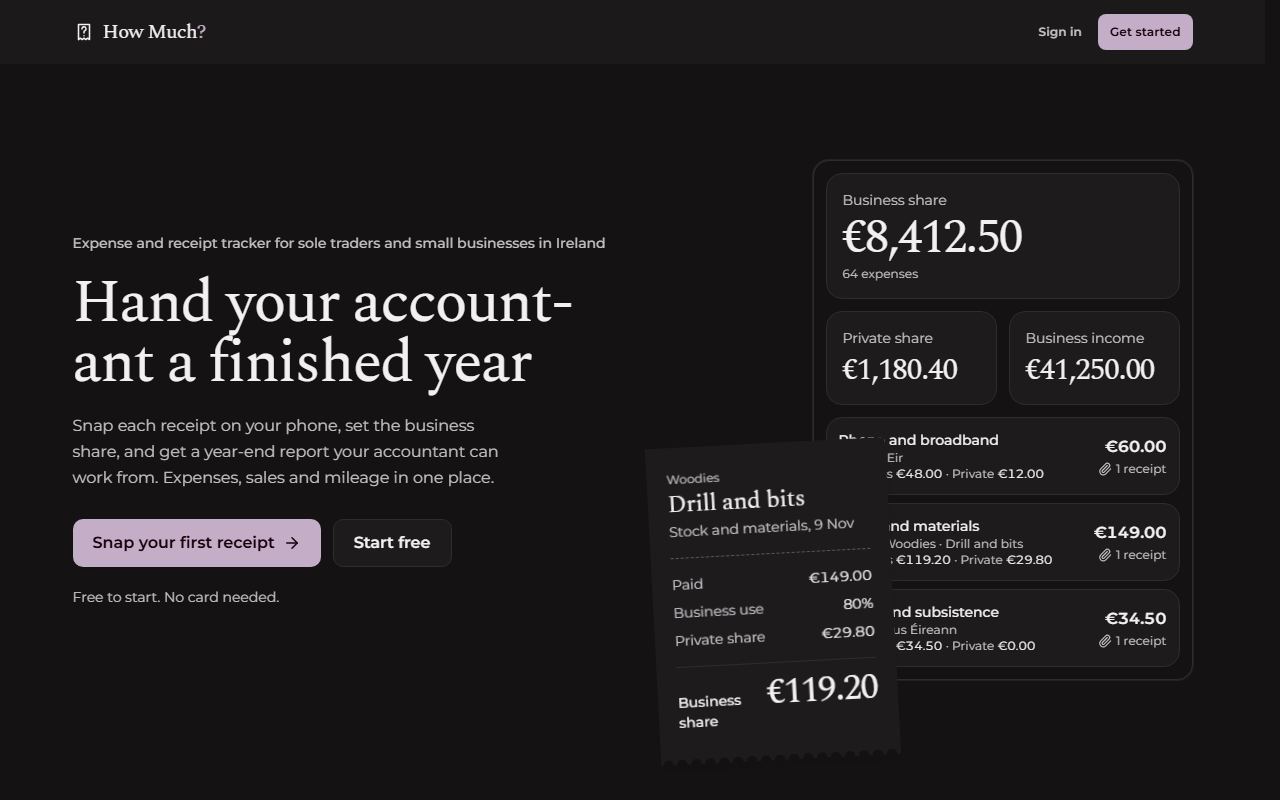 How Much?
Sign in
Get started
Expense and receipt tracker for sole traders and small businesses in Ireland
Hand your account-
ant a finished year
Snap each receipt on your phone, set the business
share, and get a year-end report your accountant can
work from. Expenses, sales and mileage in one place.
Snap your first receipt
Start free
Free to start. No card needed.
Business share
€8,412.50
64 expenses
Private share
€1,180.40
Business income
€41,250.00
and broadband
€60.00
Eir
€48.00 · Private €12.00
1 receipt
materials
€149.00
Woodies · Drill and bits
€119.20 · Private €29.80
1 receipt
subsistence
€34.50
Éireann
€34.50 · Private €0.00
1 receipt
Woodies
Drill and bits
Stock and materials, 9 Nov
Paid €149.00
Business use 80%
Private share €29.80
Business
share
€119.20